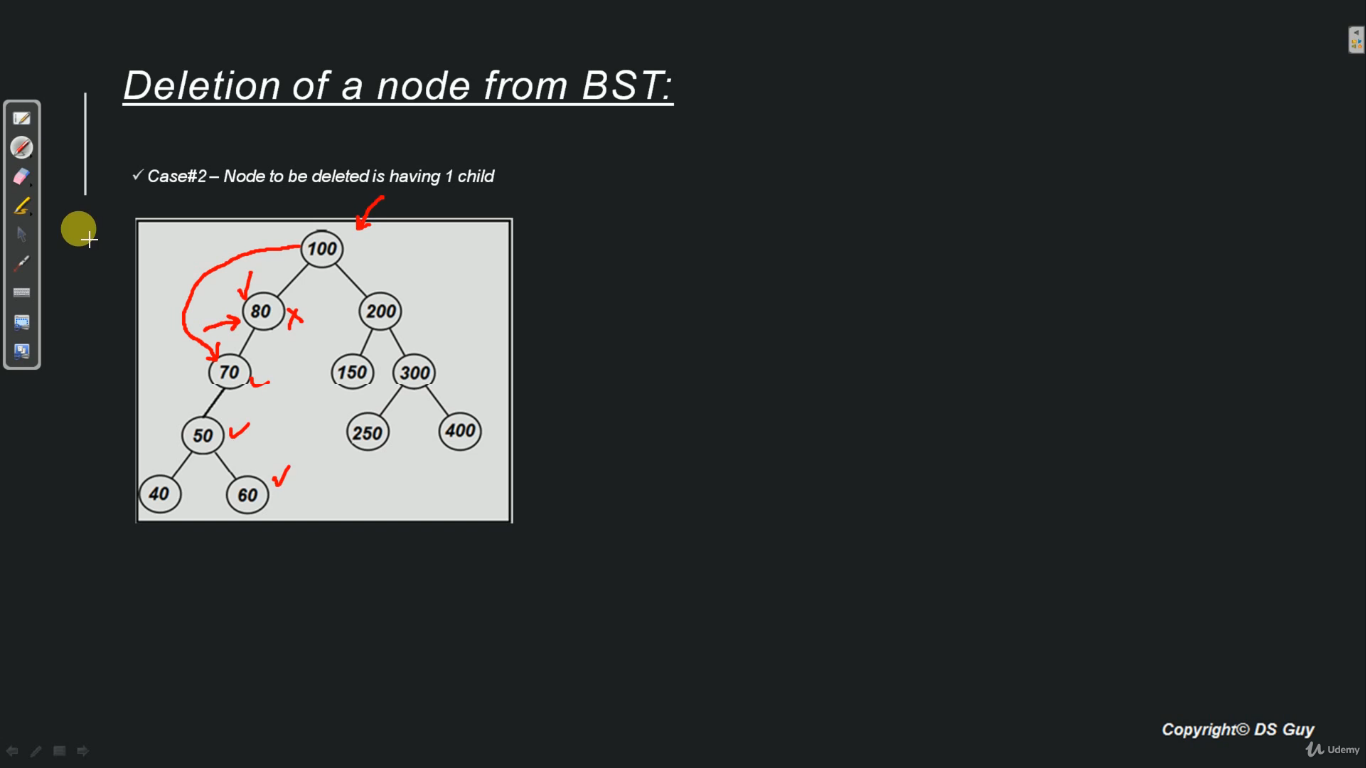 Deletion of a node from BST:
✓ Case#2 – Node to be deleted is having 1 child
100
80
200
70
150
300
50
250
400
40
60
Copyright© DS Guy
Udemy